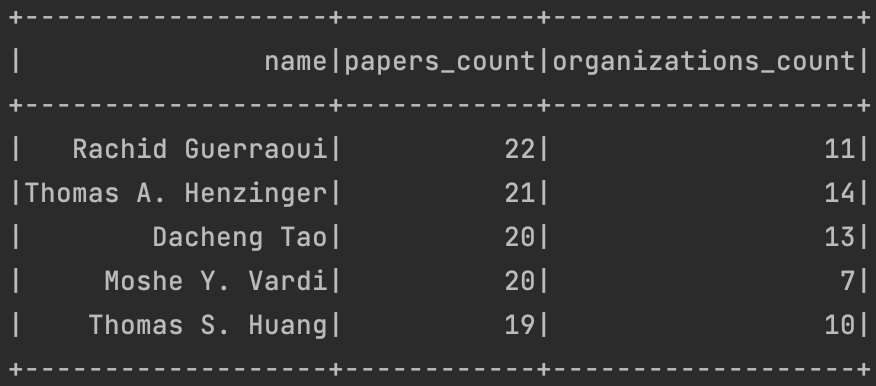 +-------------------+------------+-------------------+
|               name|papers_count|organizations_count|
+-------------------+------------+-------------------+
|   Rachid Guerraoui|          22|                 11|
|Thomas A. Henzinger|          21|                 14|
|        Dacheng Tao|          20|                 13|
|     Moshe Y. Vardi|          20|                  7|
|    Thomas S. Huang|          19|                 10|
+-------------------+------------+-------------------+